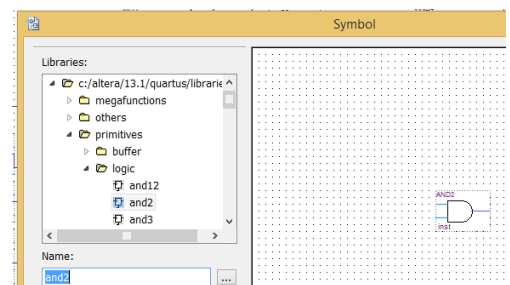 Symbol
Libraries:
c:/altera/13.1/quartus/librarie
megafunctions
others
primitives
buffer
logic
and12
and2
and3
Name:
and2
...
AND2
inst